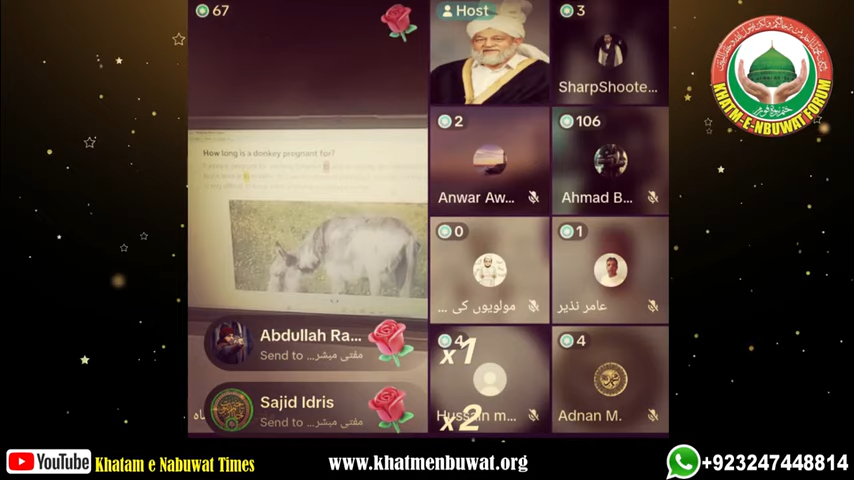 67
Host
3
SharpShoote...
2
Anwar Aw...
106
Ahmad B...
0
مولویوں کی ...
1
عامر نذیر
4
x1
x2
Hussain m...
4
Adnan M.
How long is a donkey pregnant for?
Abdullah Ra...
Send to ...مفتی مبشر
Sajid Idris
Send to ...مفتی مبشر
KHATM-E-NBUWAT FORUM
YouTube
Khatam e Nabuwat Times
www.khatmenbuwat.org
+923247448814